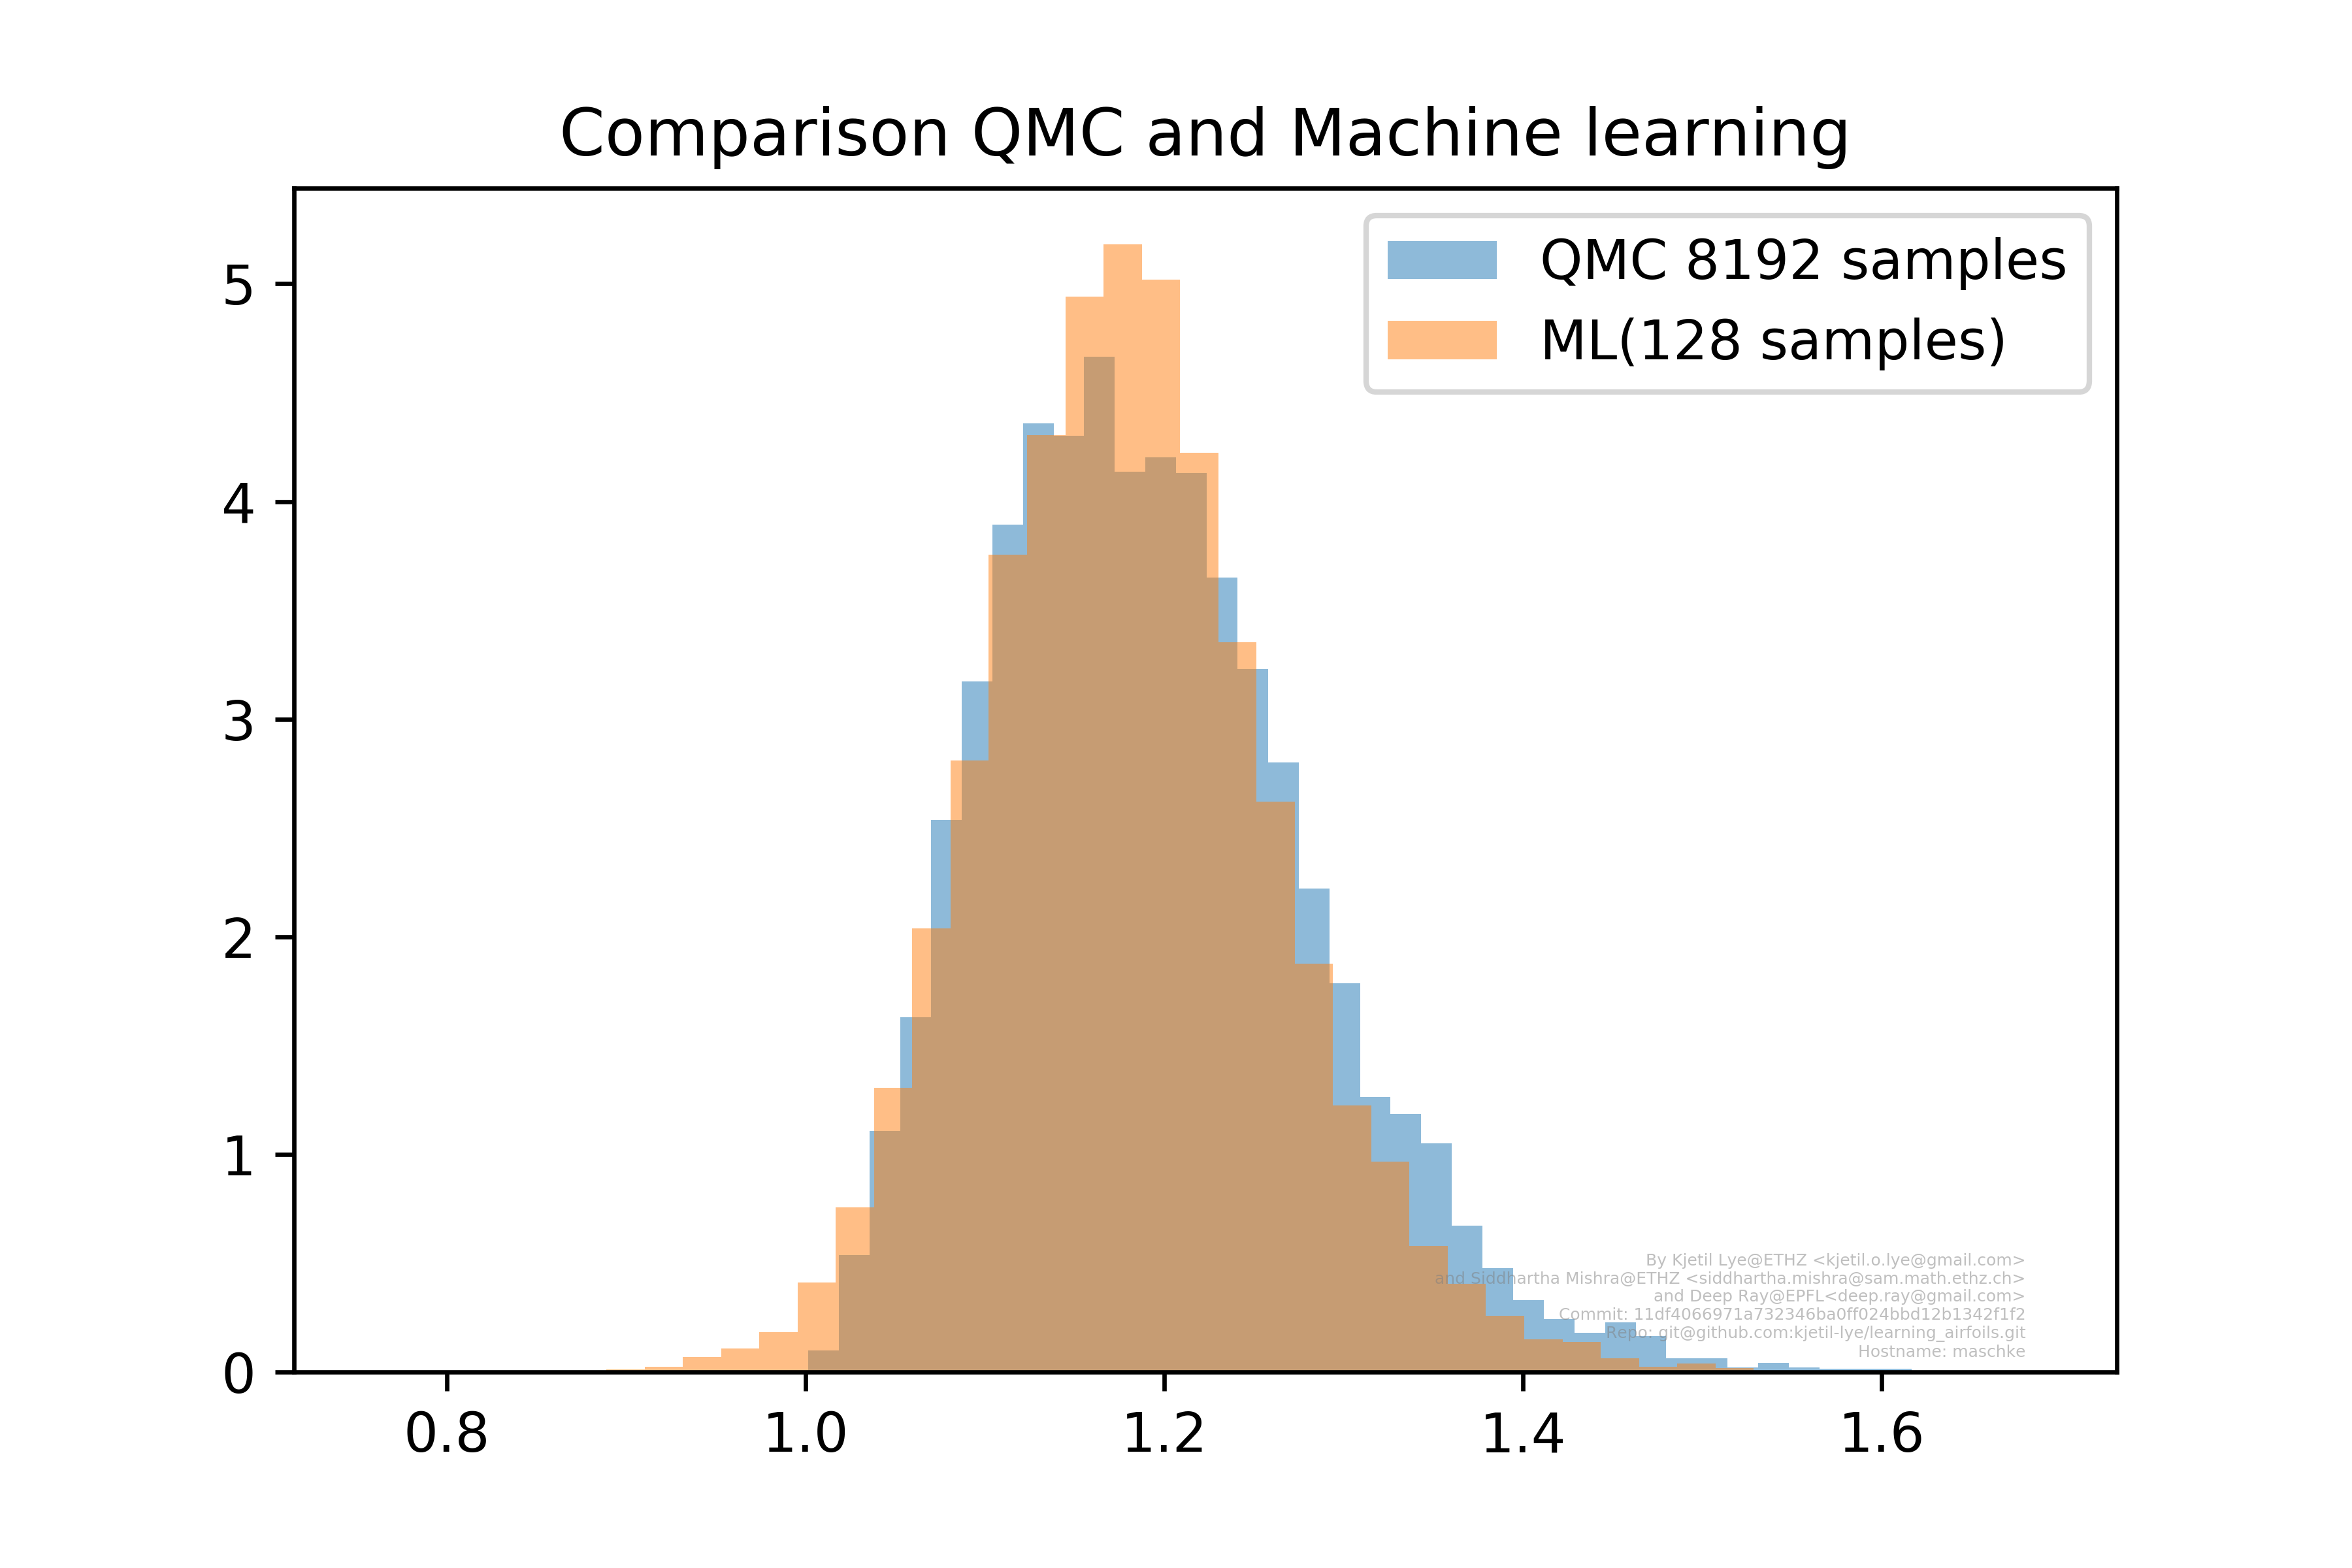 Comparison QMC and Machine learning
QMC 8192 samples
ML(128 samples)
5
4
3
2
1
0
0.8 1.0 1.2 1.4 1.6
By Kjetil Lye@ETHZ <kjetil.o.lye@gmail.com>
and Siddhartha Mishra@ETHZ <siddhartha.mishra@sam.math.ethz.ch>
and Deep Ray@EPFL<deep.ray@gmail.com>
Commit: 11df4066971a732346ba0ff024bbd12b1342f1f2
Repo: git@github.com:kjetil-lye/learning_airfoils.git
Hostname: maschke